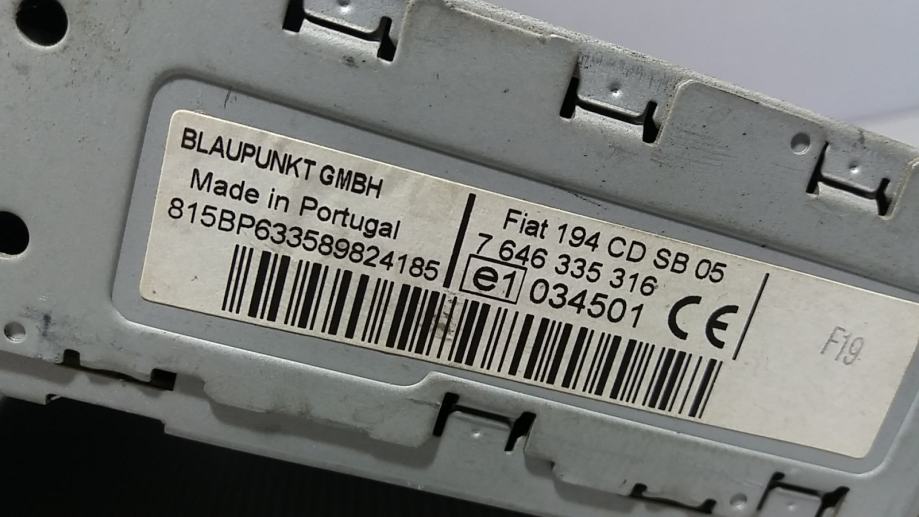 BLAUPUNKT GMBH
Made in Portugal
815BP633589824185
Fiat 194 CD SB 05
7 646 335 316
e1 034501 CE
F19